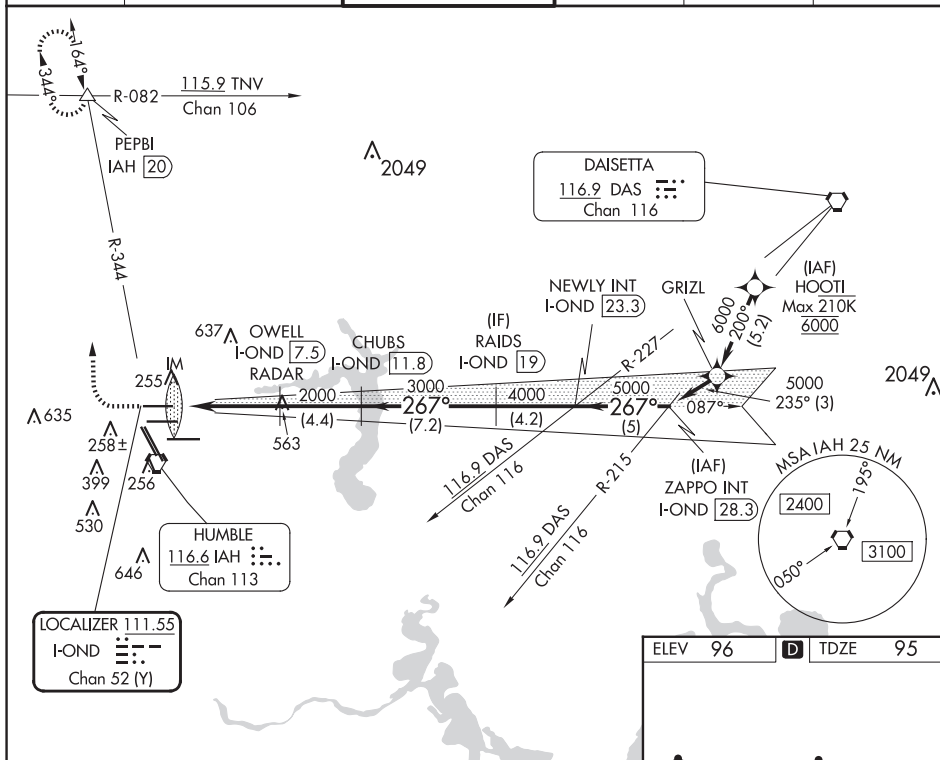 164°
344°
R-082
115.9 TNV
Chan 106
PEPBI
IAH 20
2049
DAISETTA
116.9 DAS
Chan 116
R-344
NEWLY INT
I-OND 23.3
GRIZL
(IAF)
HOOTI
Max 210K
6000
6000
200°
(5.2)
(IF)
RAIDS
I-OND 19
637
OWELL
I-OND 7.5
RADAR
CHUBS
I-OND 11.8
R-227
IM
255
2000
3000
4000
5000
5000
235° (3)
2049
267°
267°
087°
(4.4)
(7.2)
(4.2)
(5)
635
258±
563
399
256
530
116.9 DAS
Chan 116
R-215
(IAF)
ZAPPO INT
I-OND 28.3
MSA IAH 25 NM
195°
2400
3100
050°
646
HUMBLE
116.6 IAH
Chan 113
116.9 DAS
Chan 116
LOCALIZER 111.55
I-OND
Chan 52 (Y)
ELEV 96
D
TDZE 95